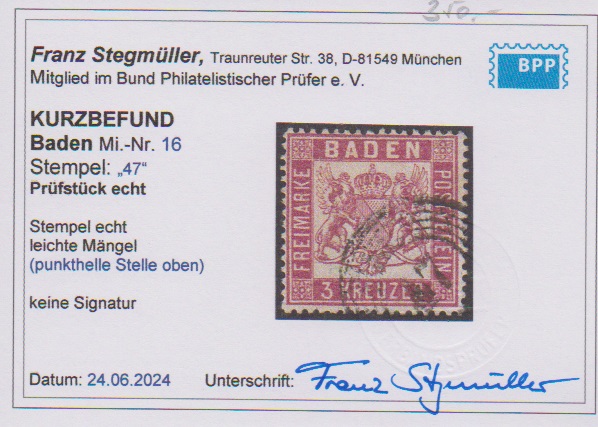 350.-
Franz Stegmüller, Traunreuter Str. 38, D-81549 München
Mitglied im Bund Philatelistischer Prüfer e. V.
BPP
KURZBEFUND
Baden Mi.-Nr. 16
Stempel: „47“
Prüfstück echt
Stempel echt
leichte Mängel
(punkthelle Stelle oben)
keine Signatur
BADEN
FREIMARKE
POSTVEREIN
3 KREUZER
Datum: 24.06.2024 Unterschrift: Franz Stegmüller